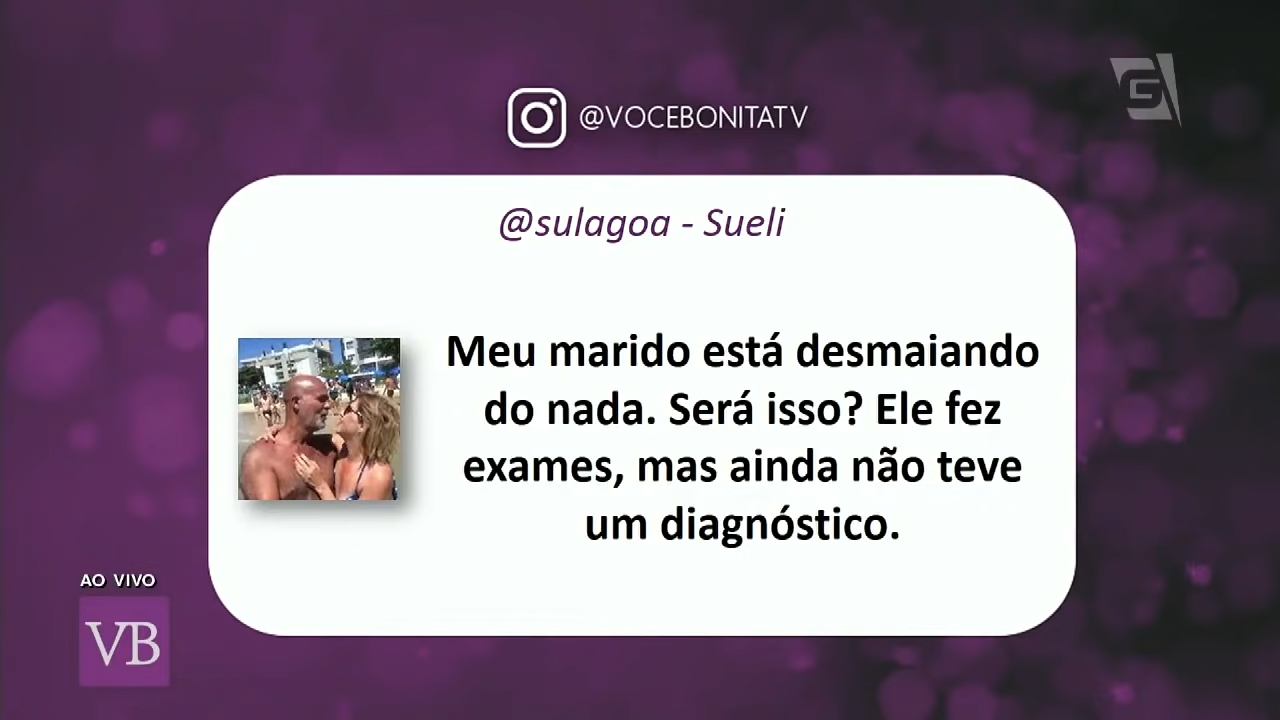 @VOCEBONITATV
@sulagoa - Sueli
Meu marido está desmaiando
do nada. Será isso? Ele fez
exames, mas ainda não teve
um diagnóstico.
AO VIVO
VB
G